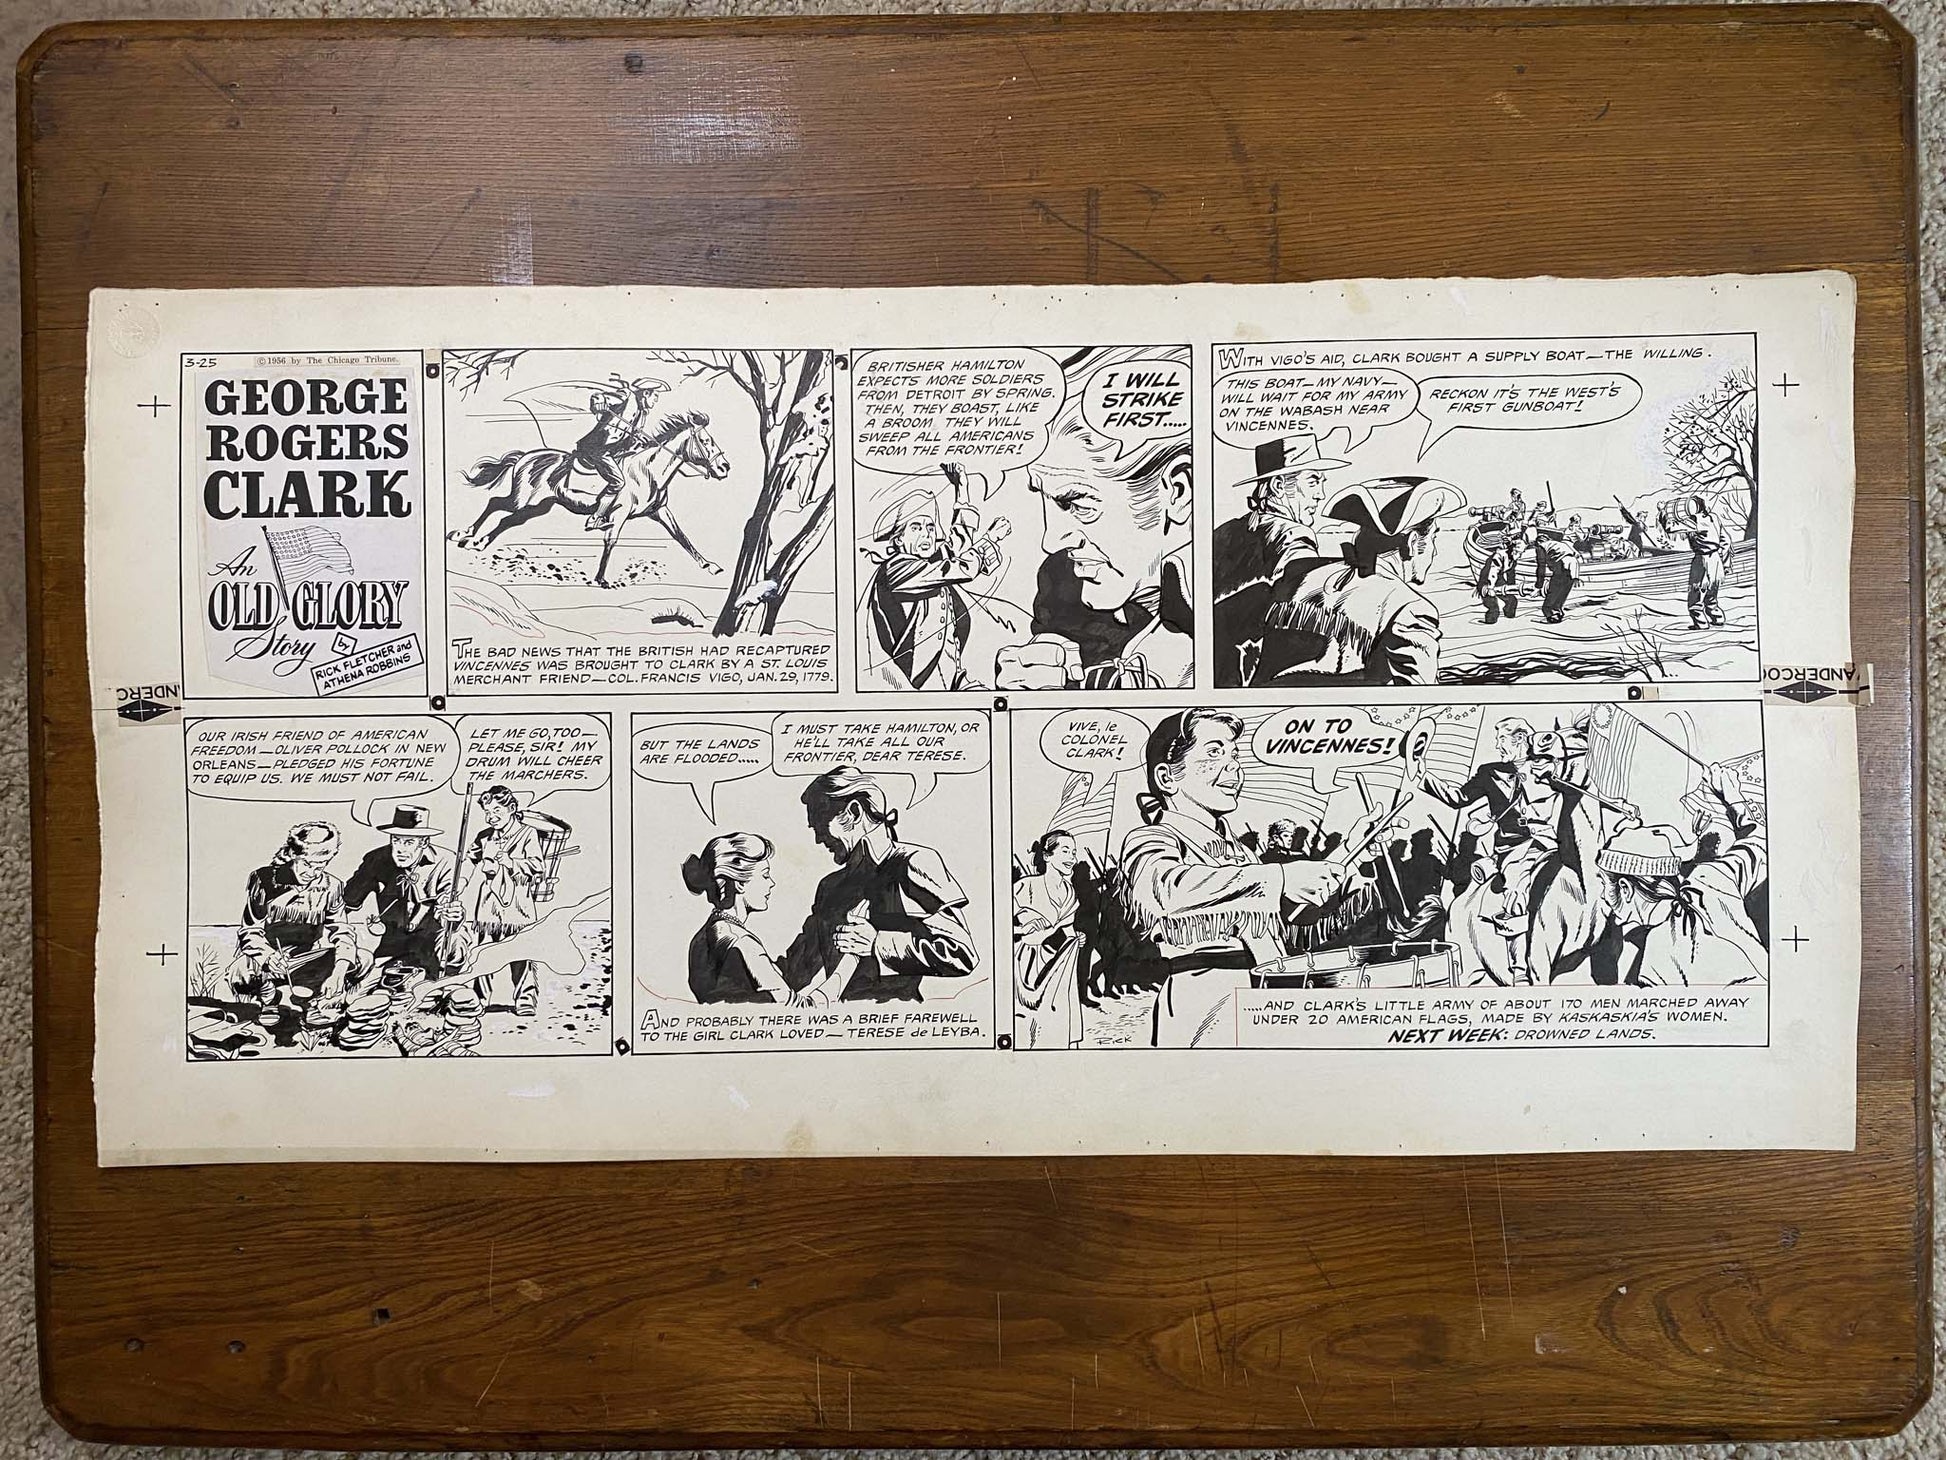 3-25
©1956 by The Chicago Tribune.
GEORGE
ROGERS
CLARK
An
OLD GLORY
Story
by
RICK FLETCHER and
ATHENA ROBBINS
THE BAD NEWS THAT THE BRITISH HAD RECAPTURED
VINCENNES WAS BROUGHT TO CLARK BY A ST. LOUIS
MERCHANT FRIEND—COL. FRANCIS VIGO, JAN. 29, 1779.
BRITISHER HAMILTON
EXPECTS MORE SOLDIERS
FROM DETROIT BY SPRING.
THEN, THEY BOAST, LIKE
A BROOM THEY WILL
SWEEP ALL AMERICANS
FROM THE FRONTIER!
I WILL
STRIKE
FIRST.....
WITH VIGO'S AID, CLARK BOUGHT A SUPPLY BOAT—THE WILLING.
THIS BOAT—MY NAVY—
WILL WAIT FOR MY ARMY
ON THE WABASH NEAR
VINCENNES.
RECKON IT'S THE WEST'S
FIRST GUNBOAT!
OUR IRISH FRIEND OF AMERICAN
FREEDOM—OLIVER POLLOCK IN NEW
ORLEANS—PLEDGED HIS FORTUNE
TO EQUIP US. WE MUST NOT FAIL.
LET ME GO, TOO—
PLEASE, SIR! MY
DRUM WILL CHEER
THE MARCHERS.
BUT THE LANDS
ARE FLOODED.....
I MUST TAKE HAMILTON, OR
HE'LL TAKE ALL OUR
FRONTIER, DEAR TERESE.
AND PROBABLY THERE WAS A BRIEF FAREWELL
TO THE GIRL CLARK LOVED—TERESE de LEYBA.
VIVE, le
COLONEL
CLARK!
ON TO
VINCENNES!
.....AND CLARK'S LITTLE ARMY OF ABOUT 170 MEN MARCHED AWAY
UNDER 20 AMERICAN FLAGS, MADE BY KASKASKIA'S WOMEN.
NEXT WEEK: DROWNED LANDS.
RICK